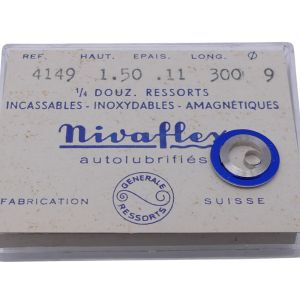 REF. HAUT. EPAIS. LONG. Ø
4149 1.50 .11 300 9
¼ DOUZ. RESSORTS
INCASSABLES - INOXYDABLES - AMAGNÉTIQUES
nivaflex
autolubrifiés
GENERALE
RESSORTS
FABRICATION SUISSE